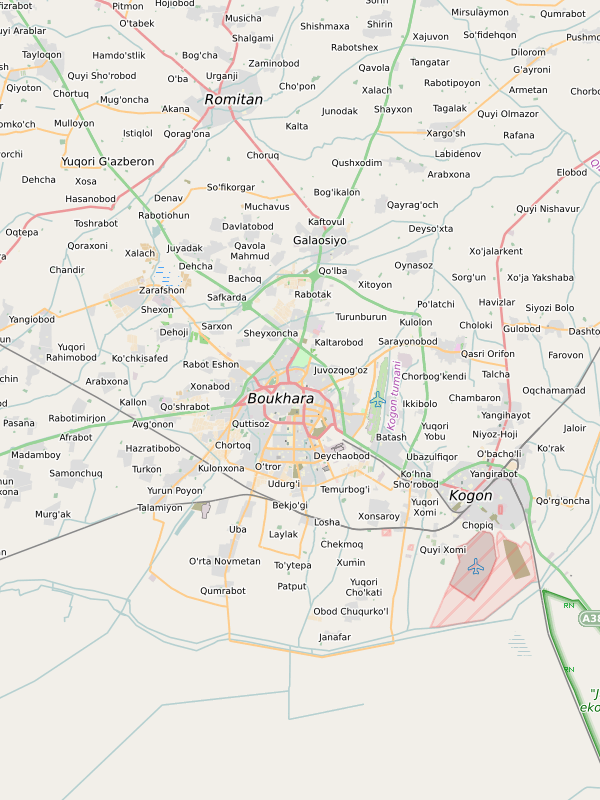 Sorin
Pitmon
Hojiobod
Musicha
O'tabek
Shalgami
Shishmaxa
Shirin
Mirsulaymon
Qumrabot
Xajuvon
So'fidehqon
Rabotshex
Tayloqon
Hamdo'stlik
Bog'cha
Zaminobod
Qavola
Tangatar
Dilorom
G'ayroni
Quyi Sho'robod
O'ba
Urganji
Cho'pon
Xalach
Rabotipoyon
Armetan
Qiyoton
Chortuq
Mug'oncha
Romitan
Junodak
Shayxon
Tagalak
Quyi Olmazor
Akana
Mulloyon
Istiqlol
Qorag'ona
Kalta
Xargo'sh
Rafana
Yuqori G'azberon
Choruq
Qushxodim
Labidenov
Arabxona
Elobod
Dehcha
Xosa
Hasanobod
Denav
So'fikorgar
Bog'ikalon
Toshrabot
Rabotiohun
Muchavus
Qayrag'och
Quyi Nishavur
Oqtepa
Davlatobod
Kaftovul
Deyso'xta
Qoraxoni
Juyadak
Qavola
Mahmud
Galaosiyo
Xo'jalarkent
Xalach
Chandir
Dehcha
Bachoq
Qo'lba
Oynasoz
Sorg'un
Xo'ja Yakshaba
Zarafshon
Safkarda
Rabotak
Xitoyon
Po'latchi
Havizlar
Siyozi Bolo
Shexon
Yangiobod
Dehoji
Sarxon
Sheyxoncha
Turunburun
Kulolon
Choloki
Gulobod
Kaltarobod
Sarayonobod
Yuqori
Rahimobod
Ko'chkisafed
Rabot Eshon
Juvozqog'oz
Qasri Orifon
Farovon
Talcha
Arabxona
Xonabod
Chorbog'kendi
Kogon tumani
Oqchamamad
Kallon
Qo'shrabot
Boukhara
Ikkibolo
Chambaron
Yangihayot
Rabotimirjon
Pasana
Avg'onon
Quttisoz
Yuqori
Yobu
Niyoz-Hoji
Jaloir
Afrabot
Batash
Madamboy
Hazratibobo
Chortoq
Deychaobod
Ubazulfiqor
O'bacho'li
Ko'rak
Samonchuq
Turkon
Kulonxona
O'tror
Ko'hna
Sho'robod
Yangirabot
Yurun Poyon
Udurg'i
Temurbog'i
Kogon
Murg'ak
Talamiyon
Bekjo'gi
Xonsaroy
Yuqori
Xomi
Qo'rg'oncha
Uba
Losha
Chopiq
Laylak
Chekmoq
Quyi Xomi
O'rta Novmetan
To'ytepa
Xumin
Qumrabot
Patput
Yuqori
Cho'kati
Obod Chuqurko'l
Janafar
RN
RN